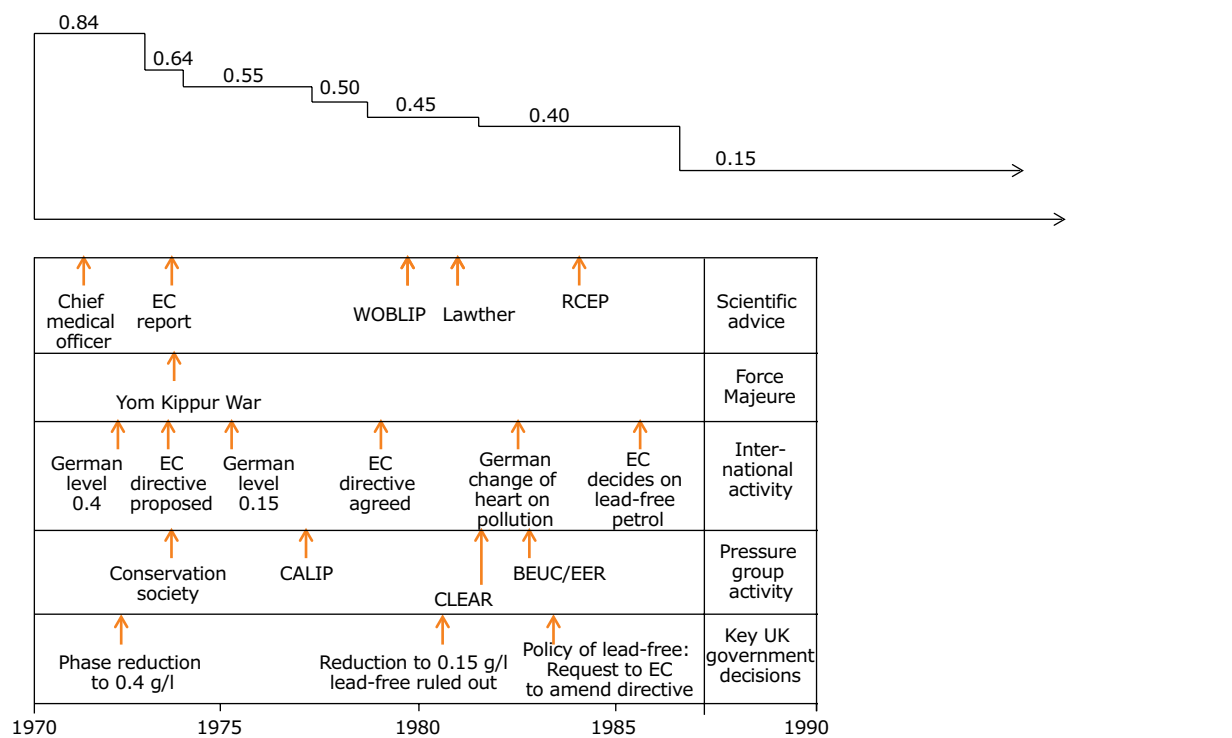 0.84
0.64
0.55
0.50
0.45
0.40
0.15
Chief
medical
officer
EC
report
WOBLIP
Lawther
RCEP
Scientific
advice
Yom Kippur War
Force
Majeure
German
level
0.4
EC
directive
proposed
German
level
0.15
EC
directive
agreed
German
change of
heart on
pollution
EC
decides on
lead-free
petrol
Inter-
national
activity
Conservation
society
CALIP
CLEAR
BEUC/EER
Pressure
group
activity
Phase reduction
to 0.4 g/l
Reduction to 0.15 g/l
lead-free ruled out
Policy of lead-free:
Request to EC
to amend directive
Key UK
government
decisions
1970
1975
1980
1985
1990